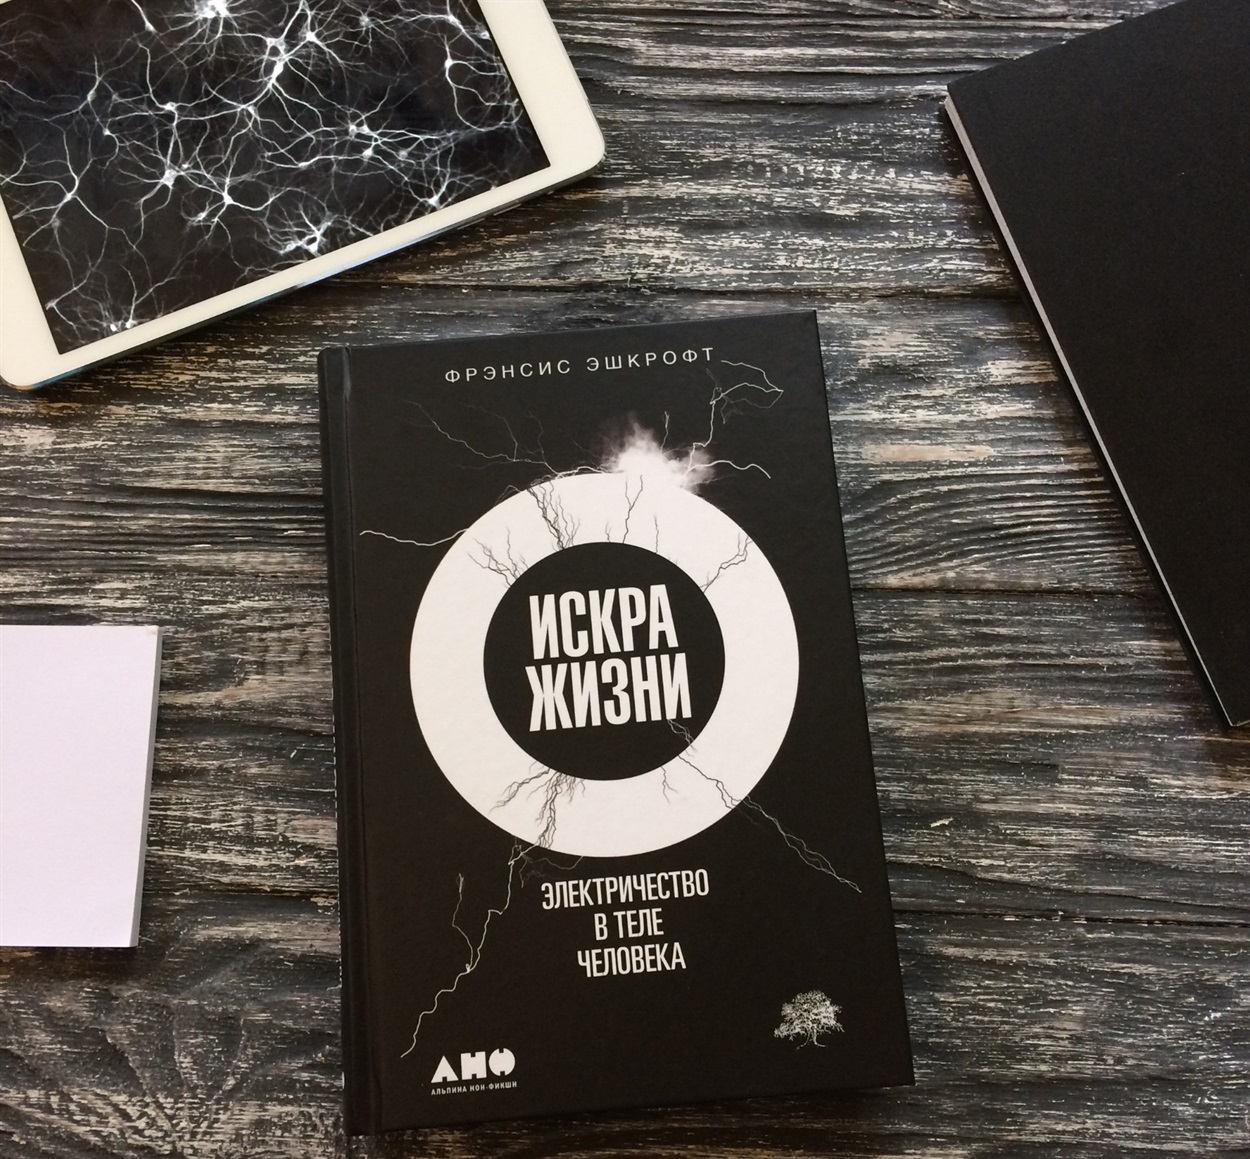 ФРЭНСИС ЭШКРОФТ
ИСКРА
ЖИЗНИ
ЭЛЕКТРИЧЕСТВО
В ТЕЛЕ
ЧЕЛОВЕКА
АНФ
АЛЬПИНА НОН-ФИКШН